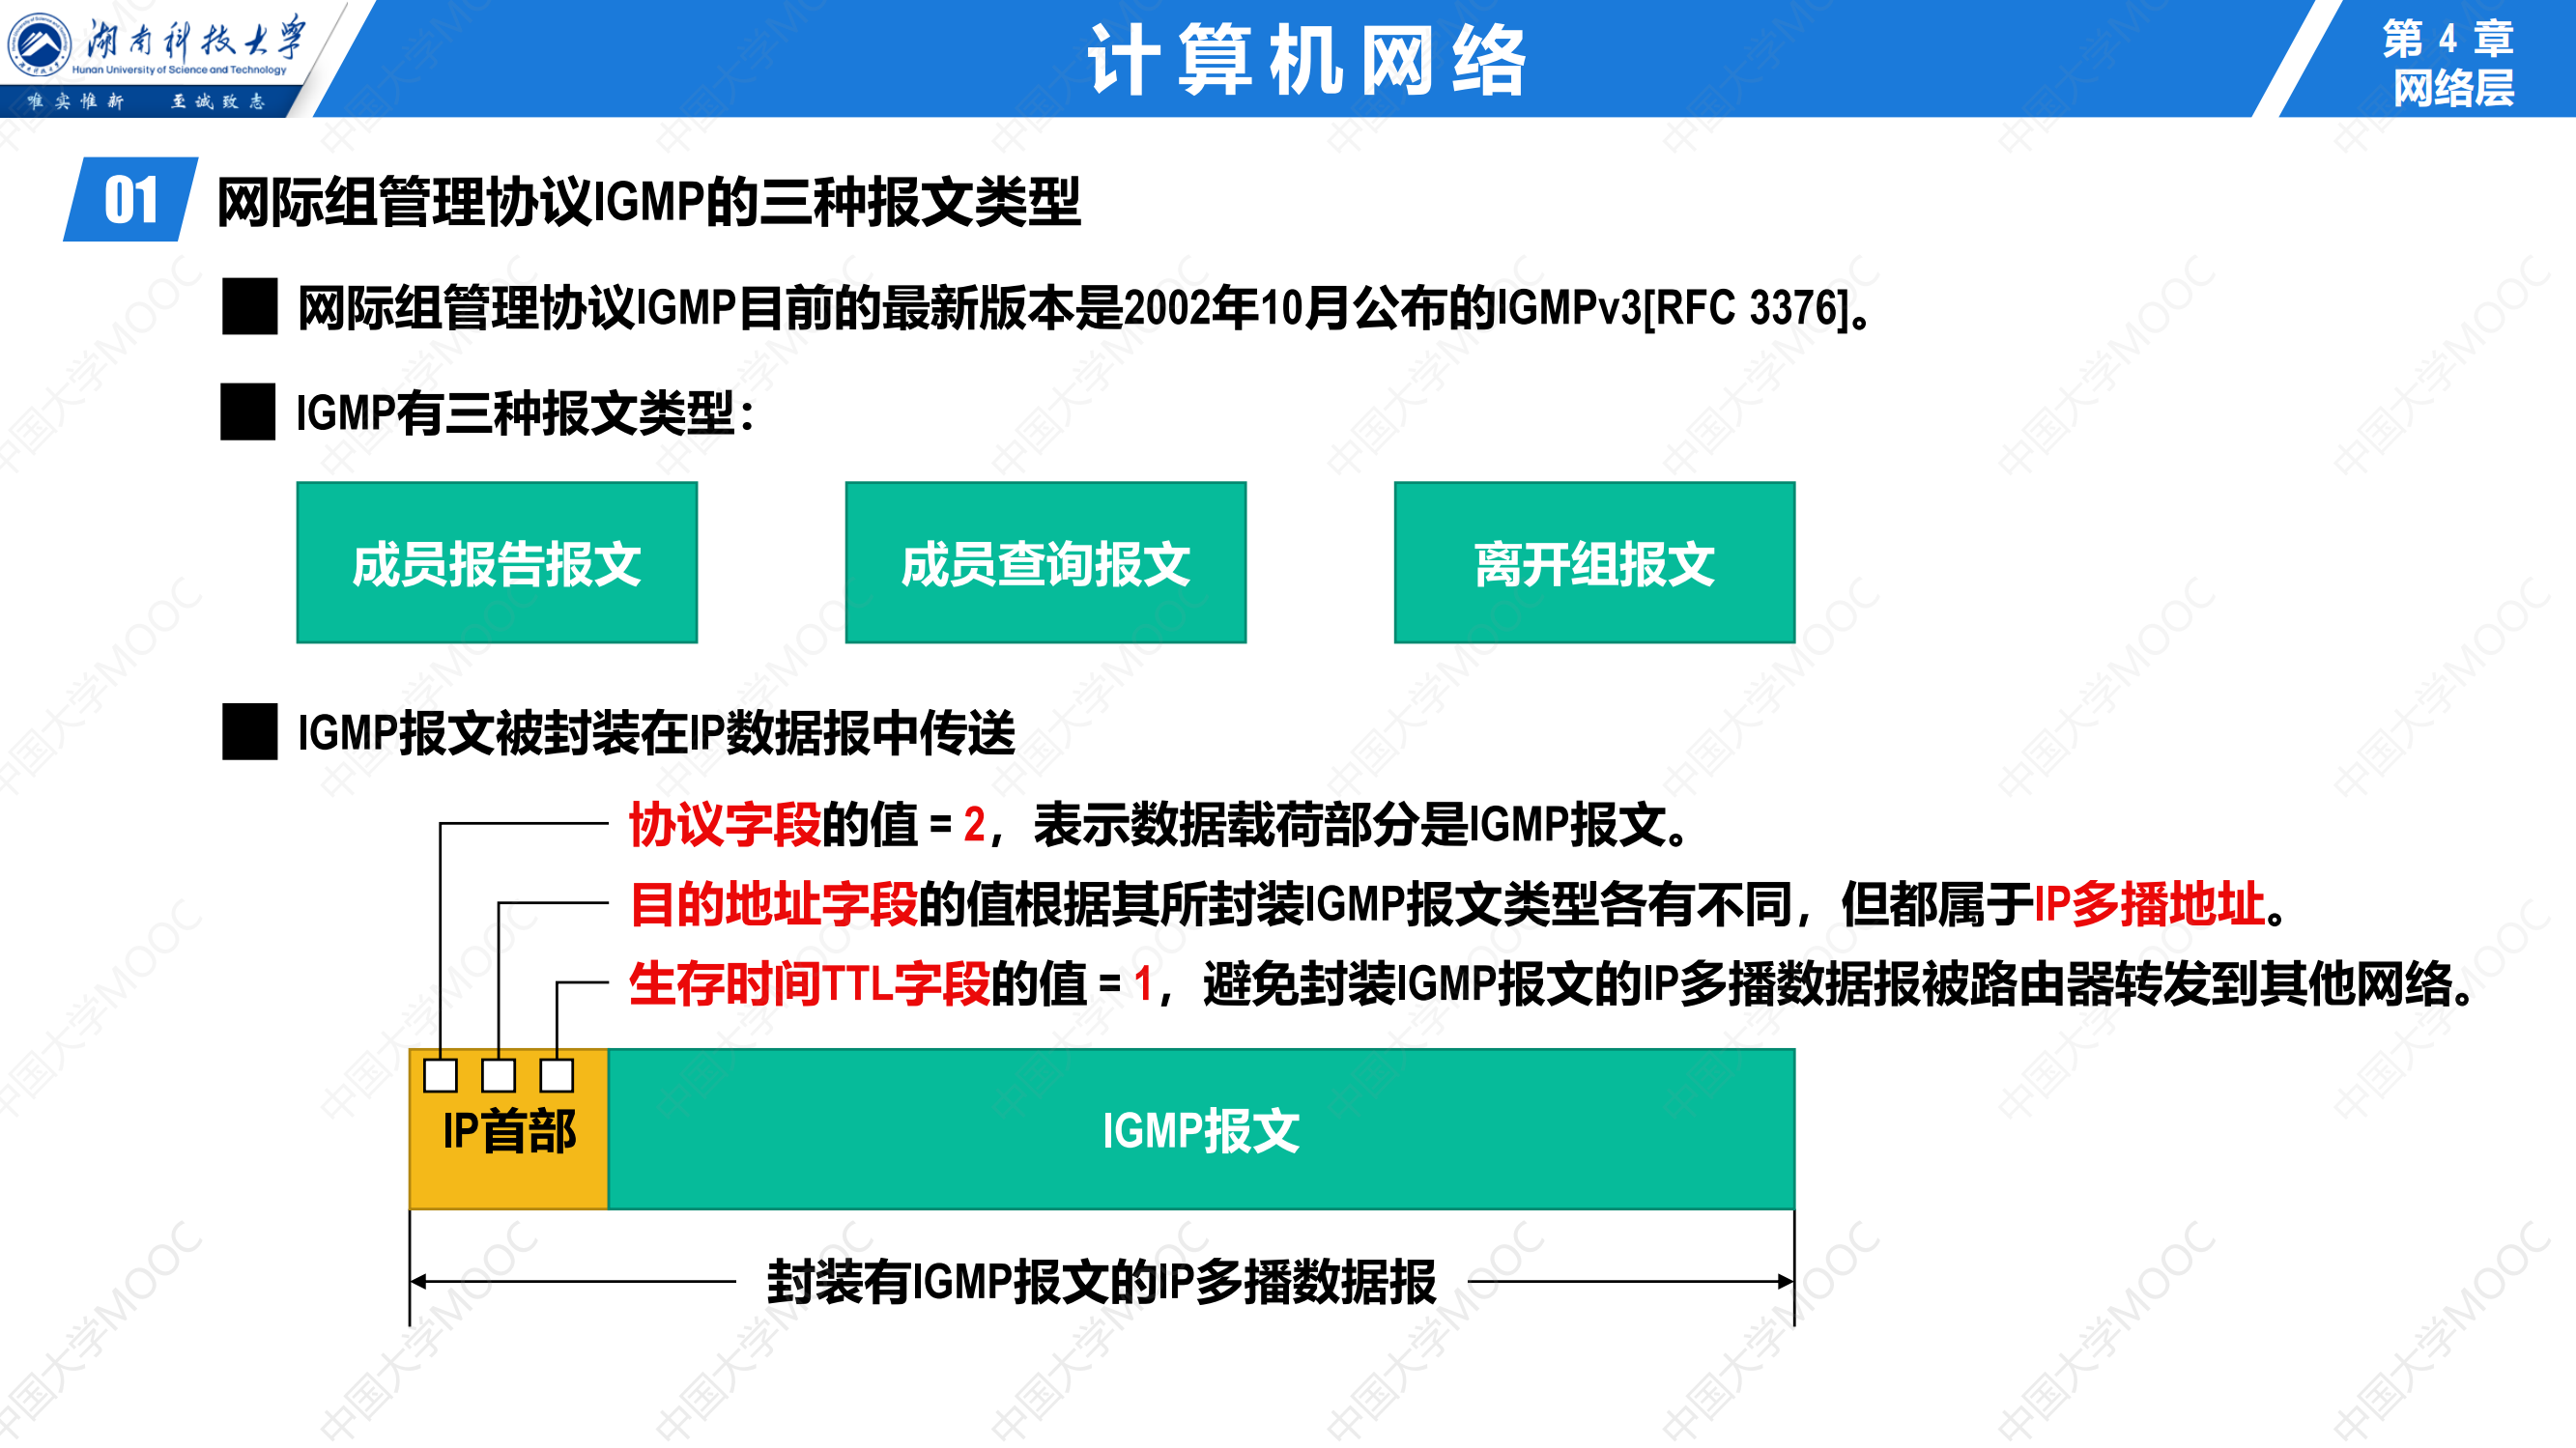 湖南科技大学
Hunan University of Science and Technology
唯实惟新 至诚致志
计算机网络
第 4 章
网络层
01 网际组管理协议IGMP的三种报文类型
网际组管理协议IGMP目前的最新版本是2002年10月公布的IGMPv3[RFC 3376]。
IGMP有三种报文类型：
成员报告报文 成员查询报文 离开组报文
IGMP报文被封装在IP数据报中传送
协议字段的值 = 2，表示数据载荷部分是IGMP报文。
目的地址字段的值根据其所封装IGMP报文类型各有不同，但都属于IP多播地址。
生存时间TTL字段的值 = 1，避免封装IGMP报文的IP多播数据报被路由器转发到其他网络。
IP首部 IGMP报文
封装有IGMP报文的IP多播数据报
中国大学MOOC